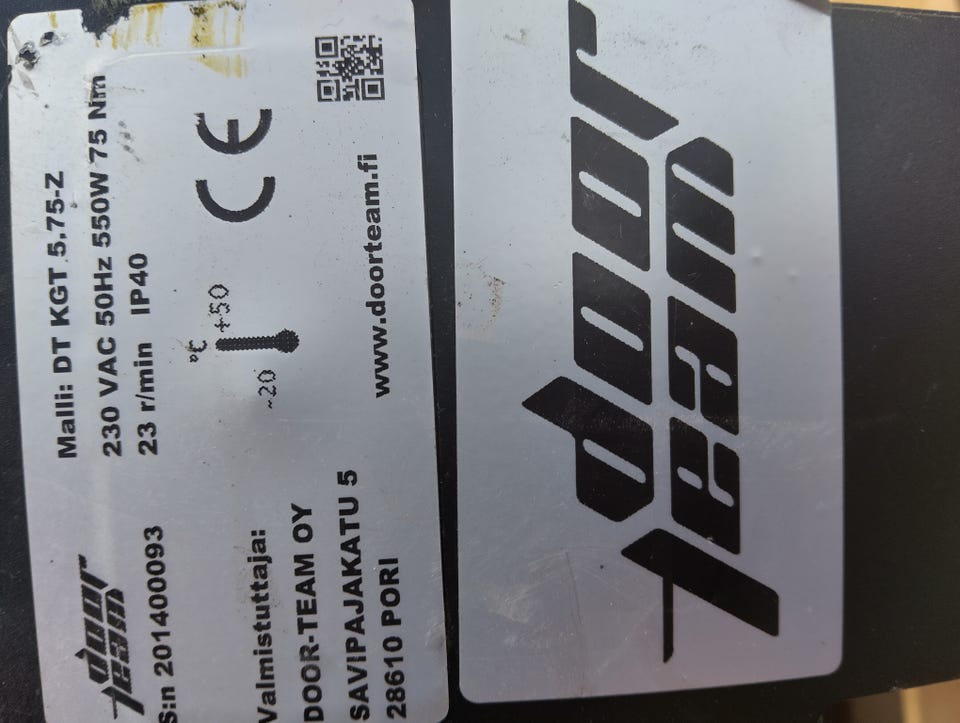 Malli: DT KGT 5.75-Z
230 VAC 50Hz 550W 75 Nm
23 r/min IP40
door
team
S:n 201400093
°C
-20 +50
CE
Valmistuttaja:
DOOR-TEAM OY
SAVIPAJAKATU 5
28610 PORI
www.doorteam.fi
door
team